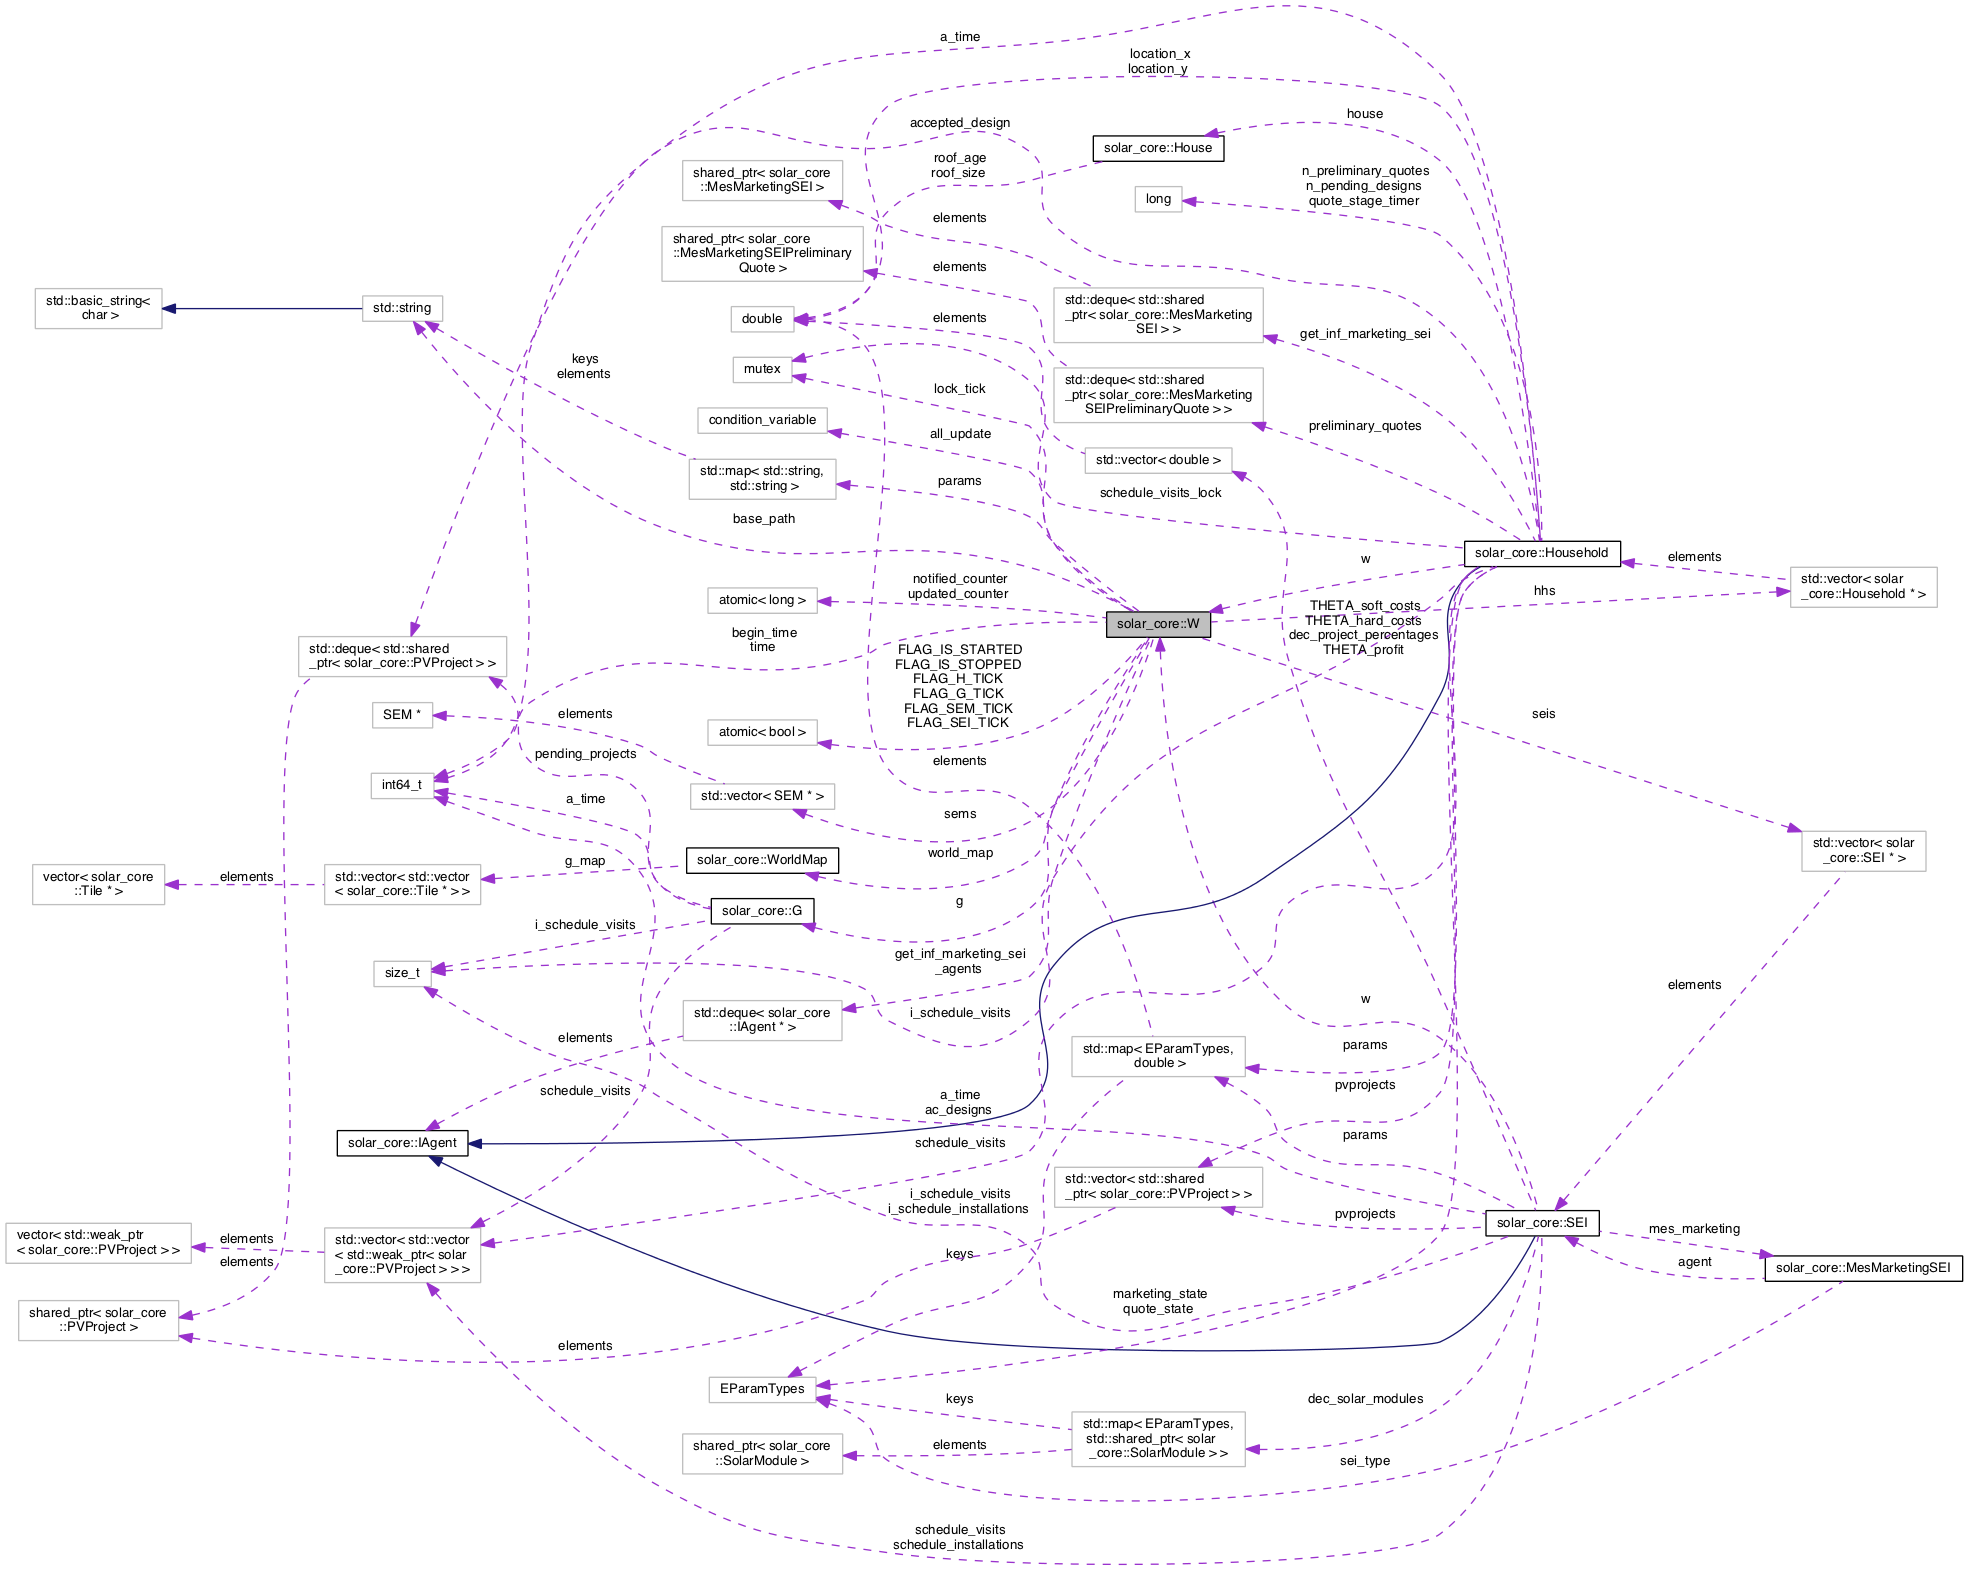 a_time
location_x
location_y
accepted_design
house
solar_core::House
roof_age
roof_size
shared_ptr< solar_core
::MesMarketingSEI >
n_preliminary_quotes
n_pending_designs
quote_stage_timer
long
elements
shared_ptr< solar_core
::MesMarketingSEIPreliminary
Quote >
elements
std::basic_string<
char >
std::string
double
elements
std::deque< std::shared
_ptr< solar_core::MesMarketing
SEI > >
get_inf_marketing_sei
keys
elements
mutex
lock_tick
std::deque< std::shared
_ptr< solar_core::MesMarketing
SEIPreliminaryQuote > >
condition_variable
all_update
preliminary_quotes
std::vector< double >
std::map< std::string,
std::string >
params
schedule_visits_lock
base_path
w
solar_core::Household
elements
std::vector< solar
_core::Household * >
hhs
notified_counter
updated_counter
atomic< long >
solar_core::W
THETA_soft_costs
THETA_hard_costs
dec_project_percentages
THETA_profit
begin_time
time
std::deque< std::shared
_ptr< solar_core::PVProject > >
FLAG_IS_STARTED
FLAG_IS_STOPPED
FLAG_H_TICK
FLAG_G_TICK
FLAG_SEM_TICK
FLAG_SEI_TICK
SEM *
elements
atomic< bool >
seis
pending_projects
elements
int64_t
a_time
std::vector< SEM * >
sems
std::vector< solar
_core::SEI * >
world_map
solar_core::WorldMap
g_map
vector< solar_core
::Tile * >
elements
std::vector< std::vector
< solar_core::Tile * > >
g
solar_core::G
i_schedule_visits
size_t
get_inf_marketing_sei
_agents
elements
std::deque< solar_core
::IAgent * >
i_schedule_visits
w
elements
std::map< EParamTypes,
double >
params
schedule_visits
a_time
ac_designs
pvprojects
solar_core::IAgent
schedule_visits
params
std::vector< std::shared
_ptr< solar_core::PVProject > >
i_schedule_visits
i_schedule_installations
pvprojects
solar_core::SEI
mes_marketing
vector< std::weak_ptr
< solar_core::PVProject > >
elements
elements
std::vector< std::vector
< std::weak_ptr< solar
_core::PVProject > > >
keys
agent
solar_core::MesMarketingSEI
shared_ptr< solar_core
::PVProject >
marketing_state
quote_state
elements
EParamTypes
keys
dec_solar_modules
std::map< EParamTypes,
std::shared_ptr< solar
_core::SolarModule > >
shared_ptr< solar_core
::SolarModule >
elements
sei_type
schedule_visits
schedule_installations